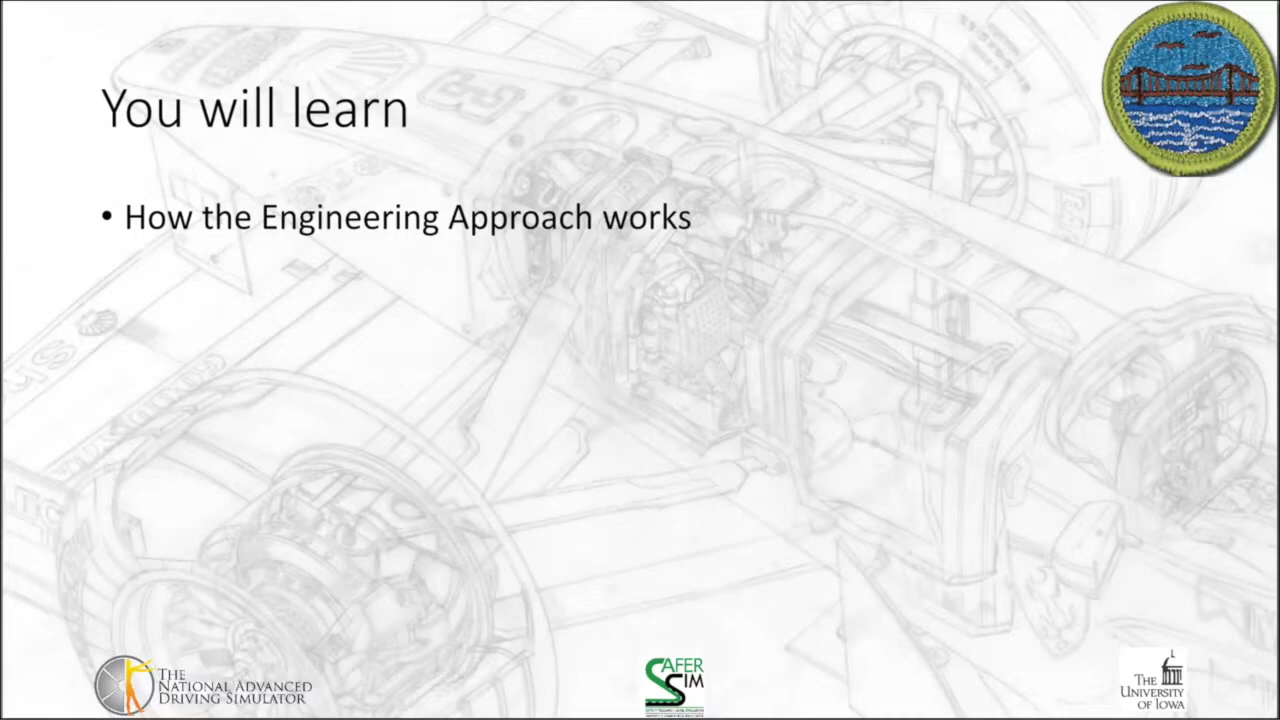 You will learn
• How the Engineering Approach works
THE
NATIONAL ADVANCED
DRIVING SIMULATOR
SAFER
SIM
THE
UNIVERSITY
OF IOWA